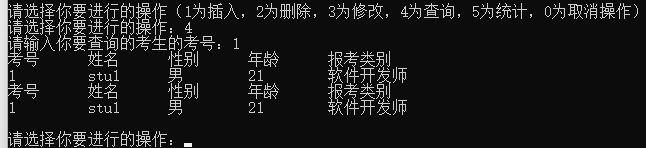 请选择你要进行的操作（1为插入，2为删除，3为修改，4为查询，5为统计，0为取消操作）
请选择你要进行的操作：4
请输入你要查询的考生的考号：1
考号 姓名 性别 年龄 报考类别
1 stu1 男 21 软件开发师
考号 姓名 性别 年龄 报考类别
1 stu1 男 21 软件开发师
请选择你要进行的操作：